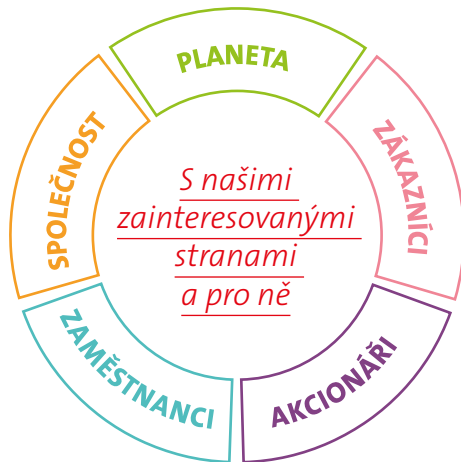 PLANETA
ZÁKAZNÍCI
AKCIONÁŘI
ZAMĚSTNANCI
SPOLEČNOST
S našimi
zainteresovanými
stranami
a pro ně